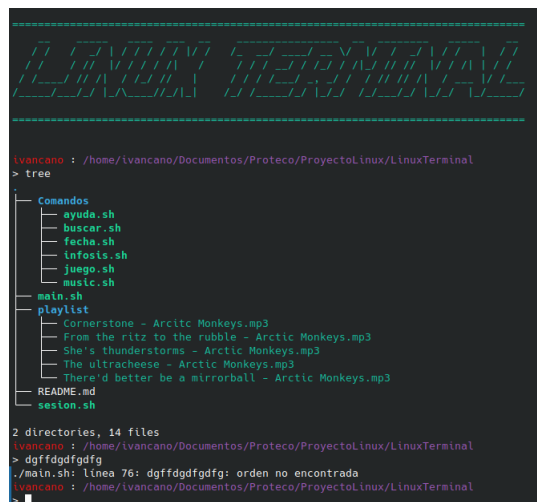 LINUX TERMINAL
ivancano : /home/ivancano/Documentos/Proteco/ProyectoLinux/LinuxTerminal
> tree
.
├── Comandos
│   ├── ayuda.sh
│   ├── buscar.sh
│   ├── fecha.sh
│   ├── infosis.sh
│   ├── juego.sh
│   └── music.sh
├── main.sh
├── playlist
│   ├── Cornerstone - Arcitc Monkeys.mp3
│   ├── From the ritz to the rubble - Arctic Monkeys.mp3
│   ├── She's thunderstorms - Arctic Monkeys.mp3
│   ├── The ultracheese - Arctic Monkeys.mp3
│   └── There'd better be a mirrorball - Arctic Monkeys.mp3
├── README.md
└── sesion.sh
2 directories, 14 files
ivancano : /home/ivancano/Documentos/Proteco/ProyectoLinux/LinuxTerminal
> dgffdgdfgdfg
./main.sh: línea 76: dgffdgdfgdfg: orden no encontrada
ivancano : /home/ivancano/Documentos/Proteco/ProyectoLinux/LinuxTerminal
>